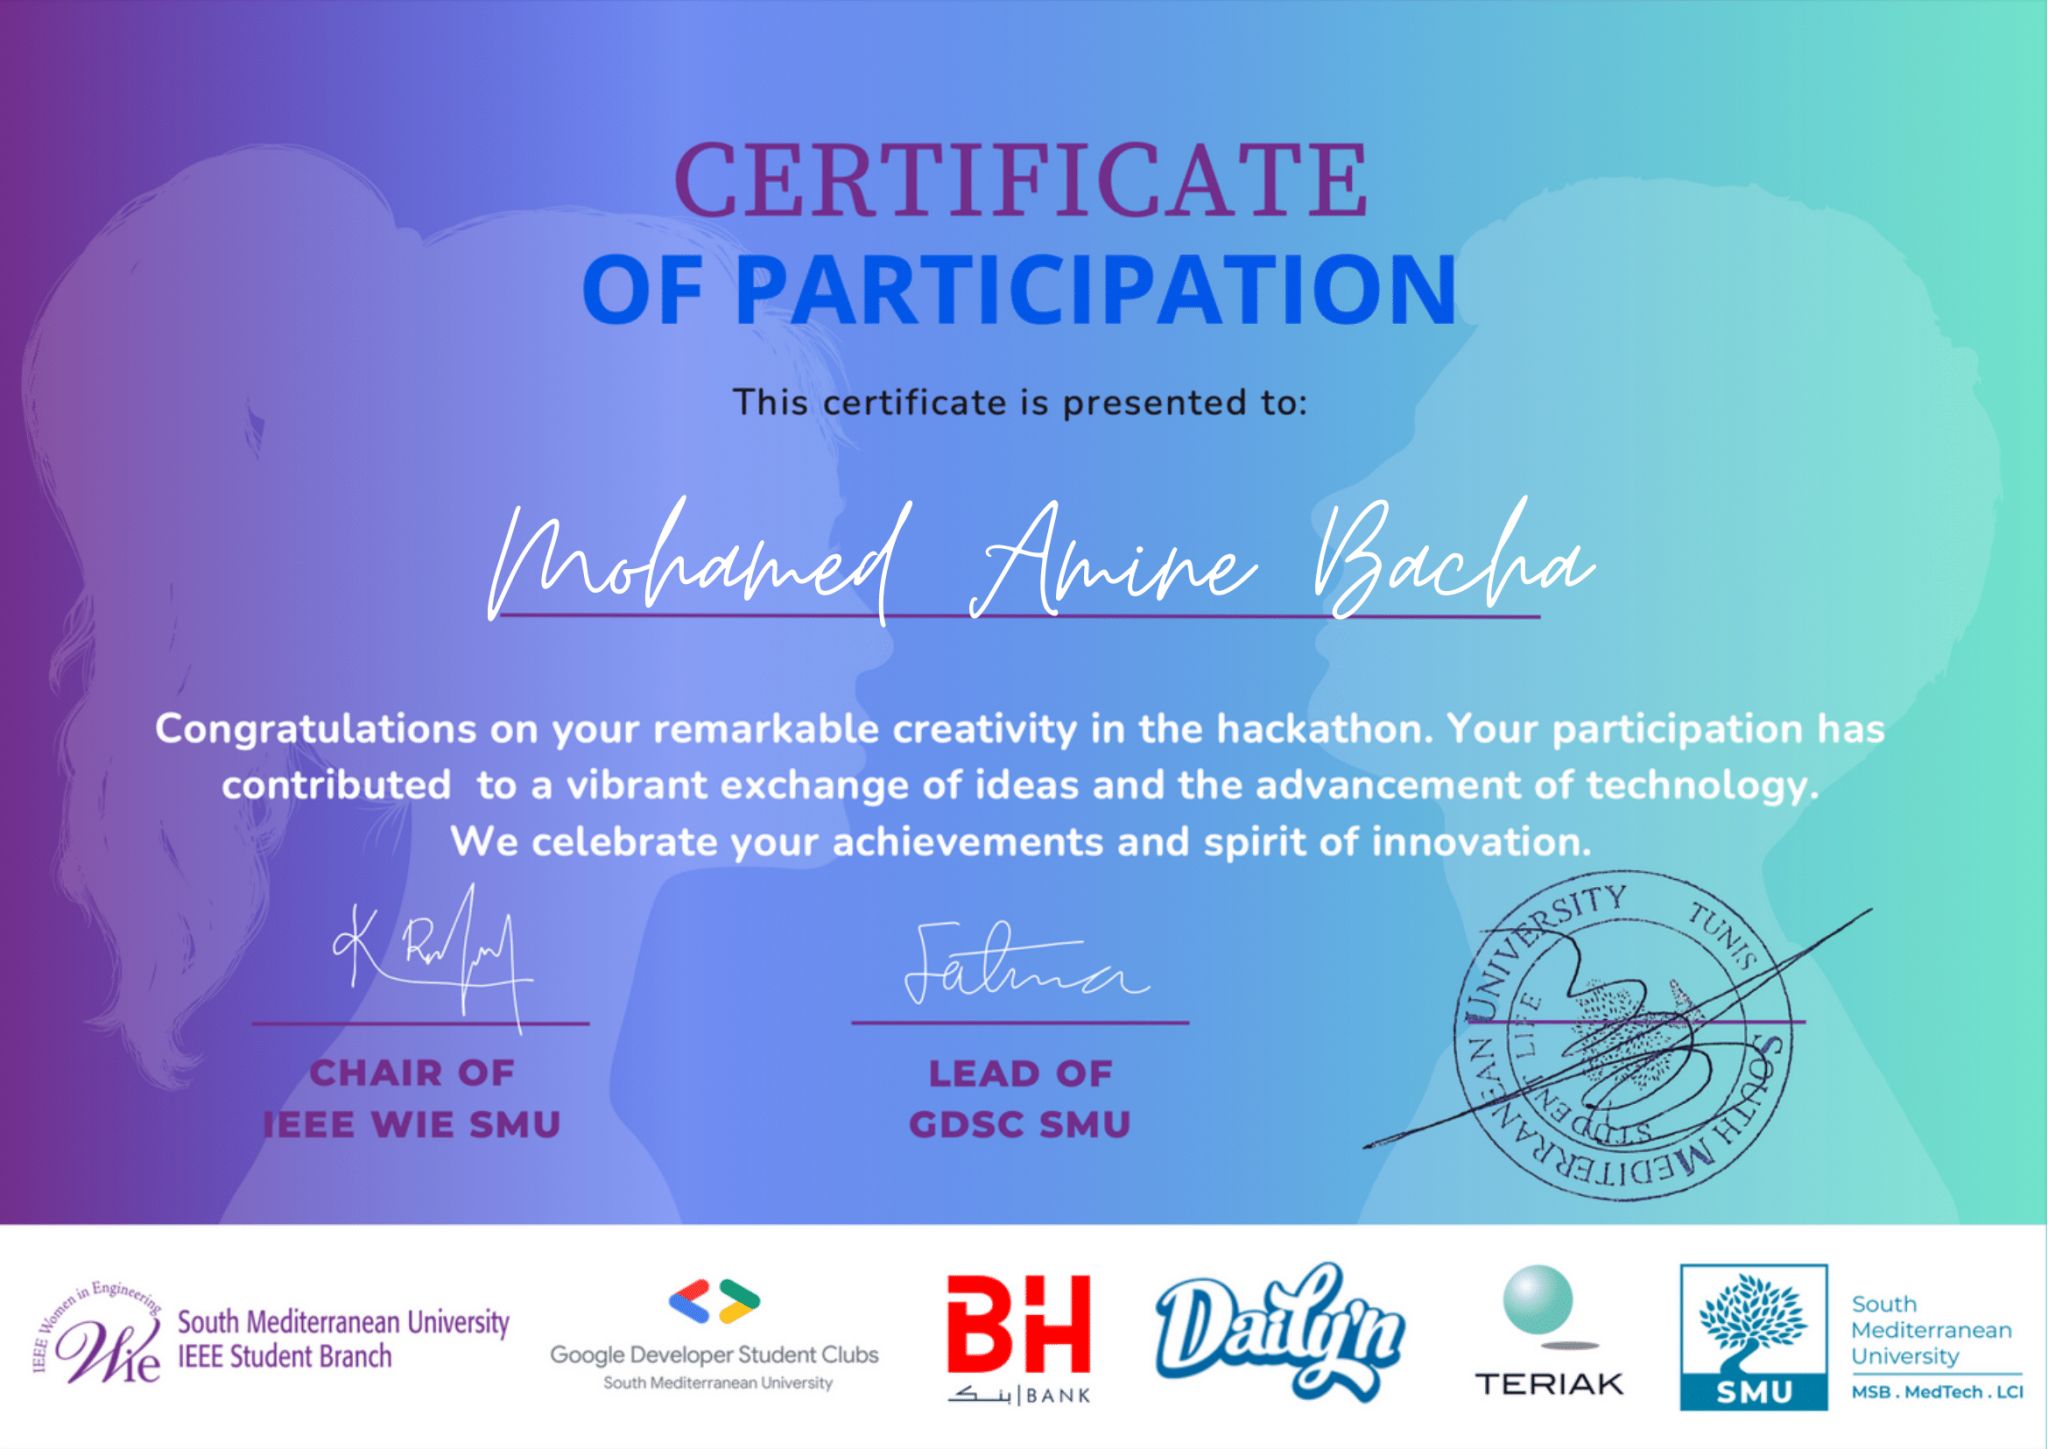 CERTIFICATE
OF PARTICIPATION
This certificate is presented to:
Mohamed Amine Bacha
Congratulations on your remarkable creativity in the hackathon. Your participation has
contributed to a vibrant exchange of ideas and the advancement of technology.
We celebrate your achievements and spirit of innovation.
Fatma
CHAIR OF
IEEE WIE SMU
LEAD OF
GDSC SMU
SOUTH MEDITERRANEAN UNIVERSITY TUNIS
STUDENT LIFE
IEEE Women in Engineering
Wie
South Mediterranean University
IEEE Student Branch
Google Developer Student Clubs
South Mediterranean University
BH
بنك | BANK
Daily'n
TERIAK
SMU
South
Mediterranean
University
MSB . MedTech . LCI